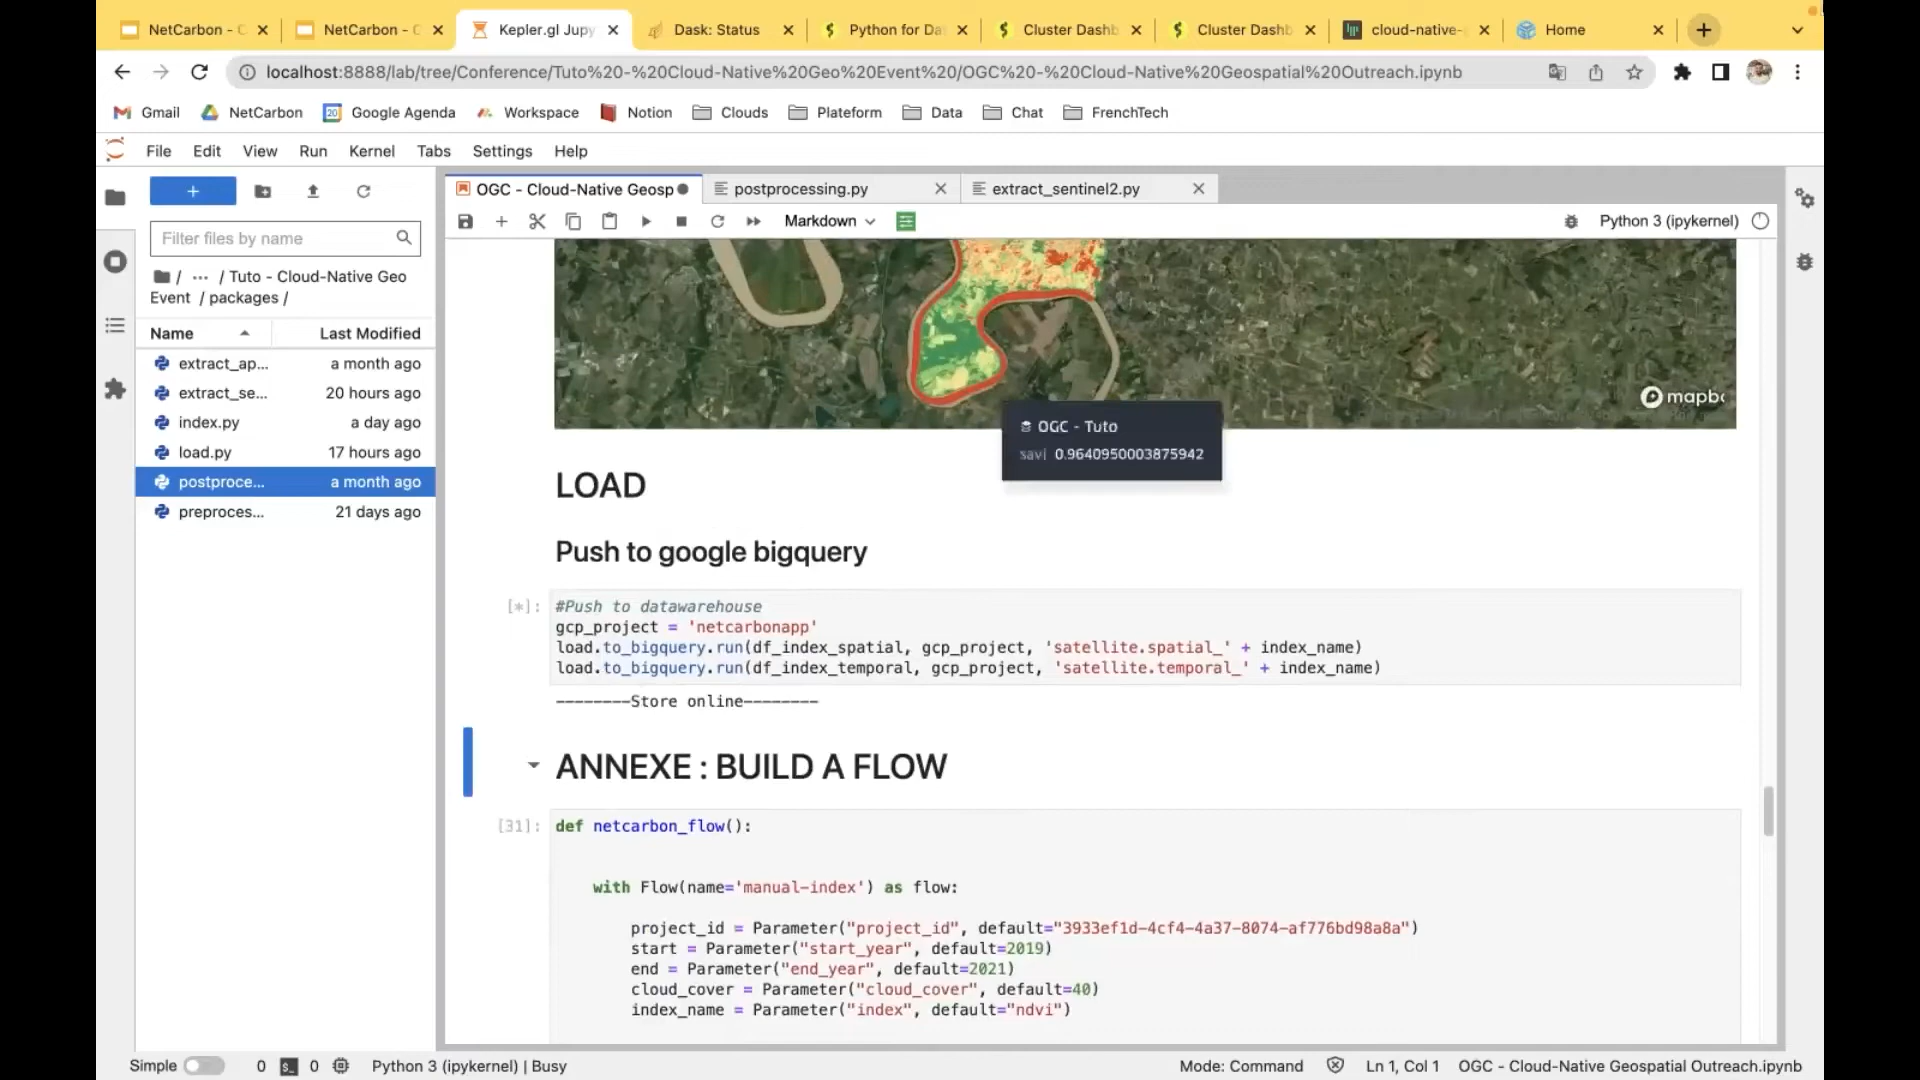 NetCarbon - C
NetCarbon - C
Kepler.gl Jupy
Dask: Status
Python for Da
Cluster Dashb
Cluster Dashb
cloud-native-
Home
localhost:8888/lab/tree/Conference/Tuto%20-%20Cloud-Native%20Geo%20Event%20/OGC%20-%20Cloud-Native%20Geospatial%20Outreach.ipynb
Gmail NetCarbon Google Agenda Workspace Notion Clouds Plateform Data Chat FrenchTech
File Edit View Run Kernel Tabs Settings Help
Filter files by name
/ ··· / Tuto - Cloud-Native Geo
Event / packages /
Name Last Modified
extract_ap... a month ago
extract_se... 20 hours ago
index.py a day ago
load.py 17 hours ago
postproce... a month ago
preproces... 21 days ago
OGC - Cloud-Native Geosp
postprocessing.py
extract_sentinel2.py
Markdown
Python 3 (ipykernel)
mapbo
OGC - Tuto
savi 0.9640950003875942
LOAD
Push to google bigquery
[*]:
#Push to datawarehouse
gcp_project = 'netcarbonapp'
load.to_bigquery.run(df_index_spatial, gcp_project, 'satellite.spatial_' + index_name)
load.to_bigquery.run(df_index_temporal, gcp_project, 'satellite.temporal_' + index_name)
--------Store online--------
ANNEXE : BUILD A FLOW
[31]:
def netcarbon_flow():
with Flow(name='manual-index') as flow:
project_id = Parameter("project_id", default="3933ef1d-4cf4-4a37-8074-af776bd98a8a")
start = Parameter("start_year", default=2019)
end = Parameter("end_year", default=2021)
cloud_cover = Parameter("cloud_cover", default=40)
index_name = Parameter("index", default="ndvi")
Simple 0 0 Python 3 (ipykernel) | Busy
Mode: Command Ln 1, Col 1 OGC - Cloud-Native Geospatial Outreach.ipynb